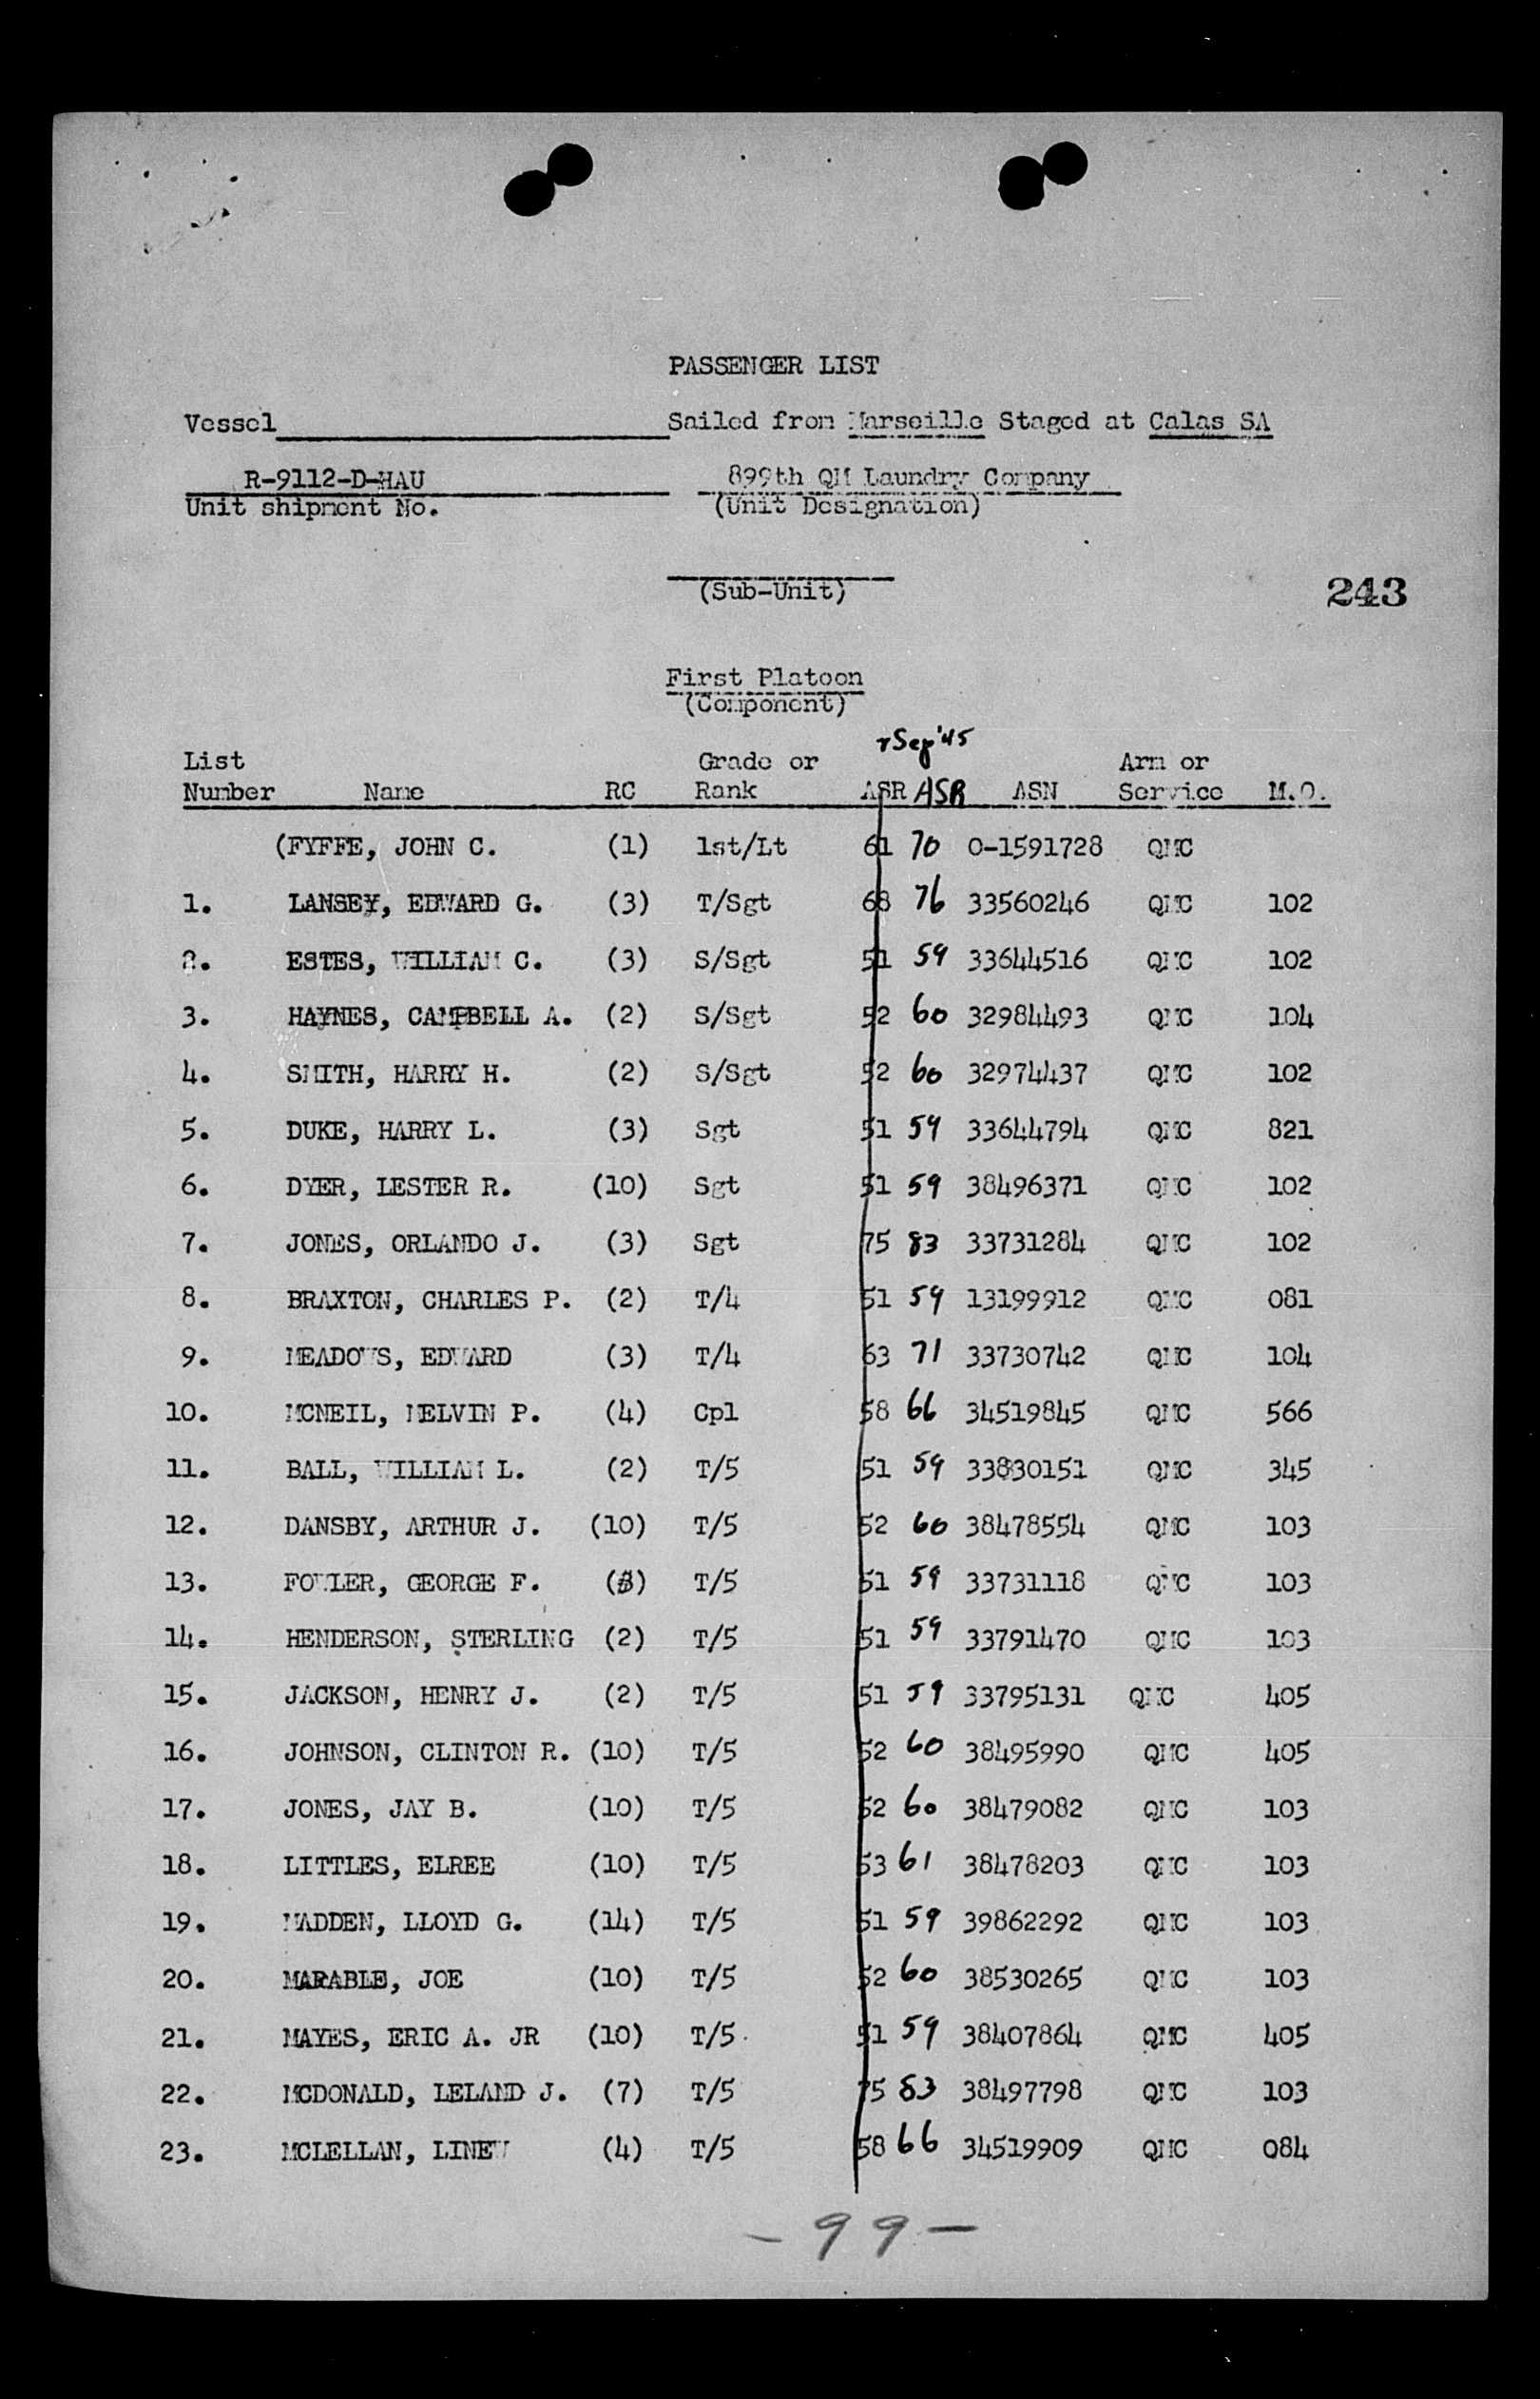 PASSENGER LIST
Vessel Sailed from Marseille Staged at Calas SA
R-9112-D-HAU 899th QM Laundry Company
Unit shipment No. (Unit Designation)
(Sub-Unit) 243
First Platoon
(Component)
Sep '45
List Grade or Arm or
Number Name RC Rank ASR ASR ASN Service M.O.
(FYFFE, JOHN C. (1) 1st/Lt 61 70 O-1591728 QMC
1. LANSEY, EDWARD G. (3) T/Sgt 68 76 33560246 QMC 102
2. ESTES, WILLIAM C. (3) S/Sgt 51 59 33644516 QMC 102
3. HAYNES, CAMPBELL A. (2) S/Sgt 52 60 32984493 QMC 104
4. SMITH, HARRY H. (2) S/Sgt 52 60 32974437 QMC 102
5. DUKE, HARRY L. (3) Sgt 51 59 33644794 QMC 821
6. DYER, LESTER R. (10) Sgt 51 59 38496371 QMC 102
7. JONES, ORLANDO J. (3) Sgt 75 83 33731284 QMC 102
8. BRAXTON, CHARLES P. (2) T/4 51 59 13199912 QMC 081
9. MEADOWS, EDWARD (3) T/4 63 71 33730742 QMC 104
10. MCNEIL, MELVIN P. (4) Cpl 58 66 34519845 QMC 566
11. BALL, WILLIAM L. (2) T/5 51 59 33830151 QMC 345
12. DANSBY, ARTHUR J. (10) T/5 52 60 38478554 QMC 103
13. FOWLER, GEORGE F. (3) T/5 51 59 33731118 QMC 103
14. HENDERSON, STERLING (2) T/5 51 59 33791470 QMC 103
15. JACKSON, HENRY J. (2) T/5 51 59 33795131 QMC 405
16. JOHNSON, CLINTON R. (10) T/5 52 60 38495990 QMC 405
17. JONES, JAY B. (10) T/5 52 60 38479082 QMC 103
18. LITTLES, ELREE (10) T/5 53 61 38478203 QMC 103
19. MADDEN, LLOYD G. (14) T/5 51 59 39862292 QMC 103
20. MARABLE, JOE (10) T/5 52 60 38530265 QMC 103
21. MAYES, ERIC A. JR (10) T/5 51 59 38407864 QMC 405
22. MCDONALD, LELAND J. (7) T/5 75 83 38497798 QMC 103
23. MCLELLAN, LINEW (4) T/5 58 66 34519909 QMC 084
- 99 -